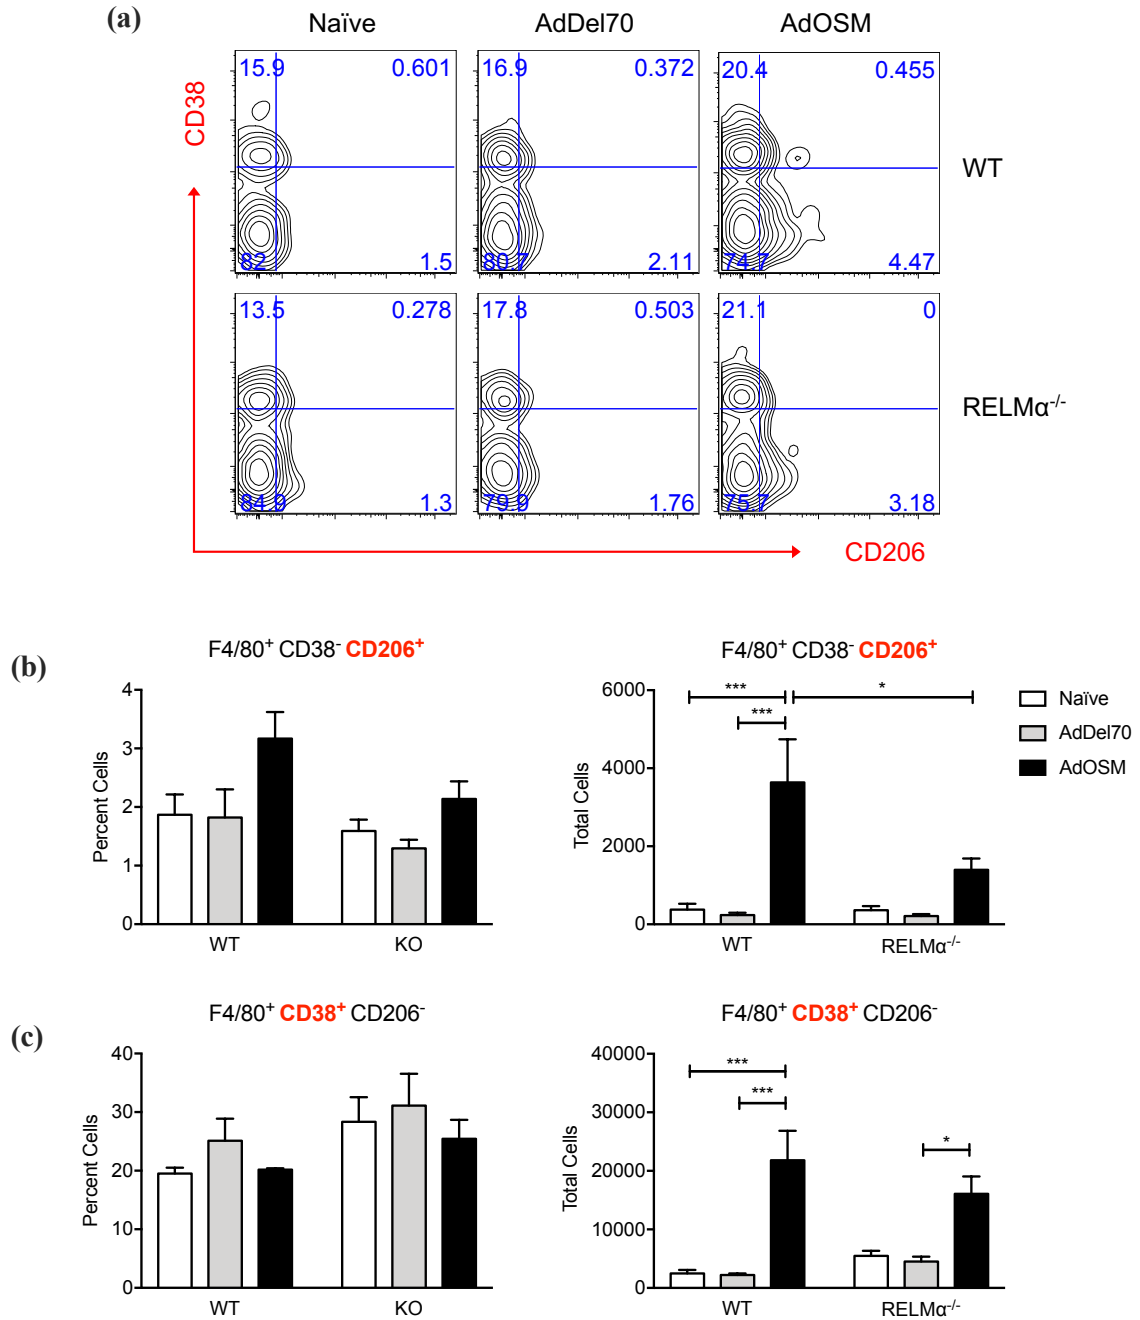 (a)
Naïve AdDel70 AdOSM
CD38
15.9 0.601 16.9 0.372 20.4 0.455
WT
82 1.5 80.7 2.11 74.7 4.47
13.5 0.278 17.8 0.503 21.1 0
RELMα-/-
84.9 1.3 79.9 1.76 75.7 3.18
CD206
(b)
F4/80+ CD38- CD206+
Percent Cells
4
3
2
1
0
WT KO
F4/80+ CD38- CD206+
Total Cells
6000
4000
2000
0
*** *
***
WT RELMα-/-
Naïve
AdDel70
AdOSM
(c)
F4/80+ CD38+ CD206-
Percent Cells
40
30
20
10
0
WT KO
F4/80+ CD38+ CD206-
Total Cells
40000
30000
20000
10000
0
***
***
*
WT RELMα-/-